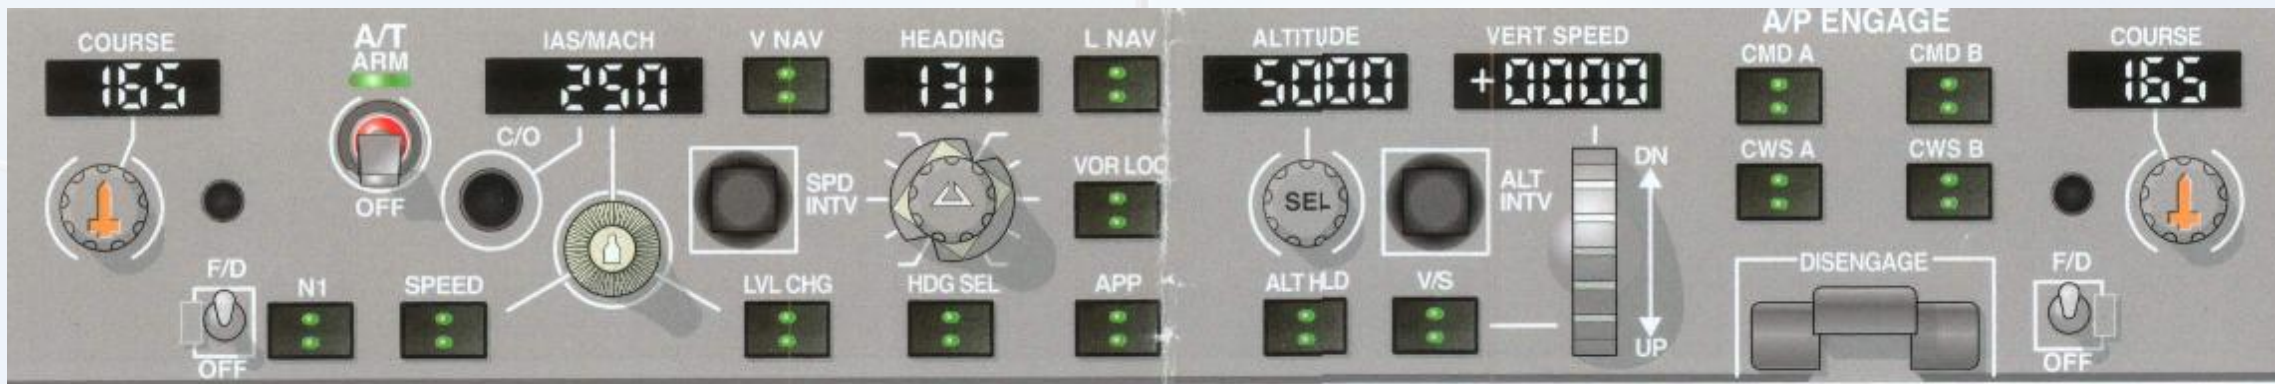 COURSE
165
A/T
ARM
OFF
IAS/MACH
250
C/O
V NAV
SPD
INTV
HEADING
131
L NAV
VOR LOC
ALTITUDE
5000
SEL
VERT SPEED
+0000
ALT
INTV
DN
UP
A/P ENGAGE
CMD A
CMD B
CWS A
CWS B
DISENGAGE
COURSE
165
F/D
OFF
N1
SPEED
LVL CHG
HDG SEL
APP
ALT HLD
V/S
F/D
OFF